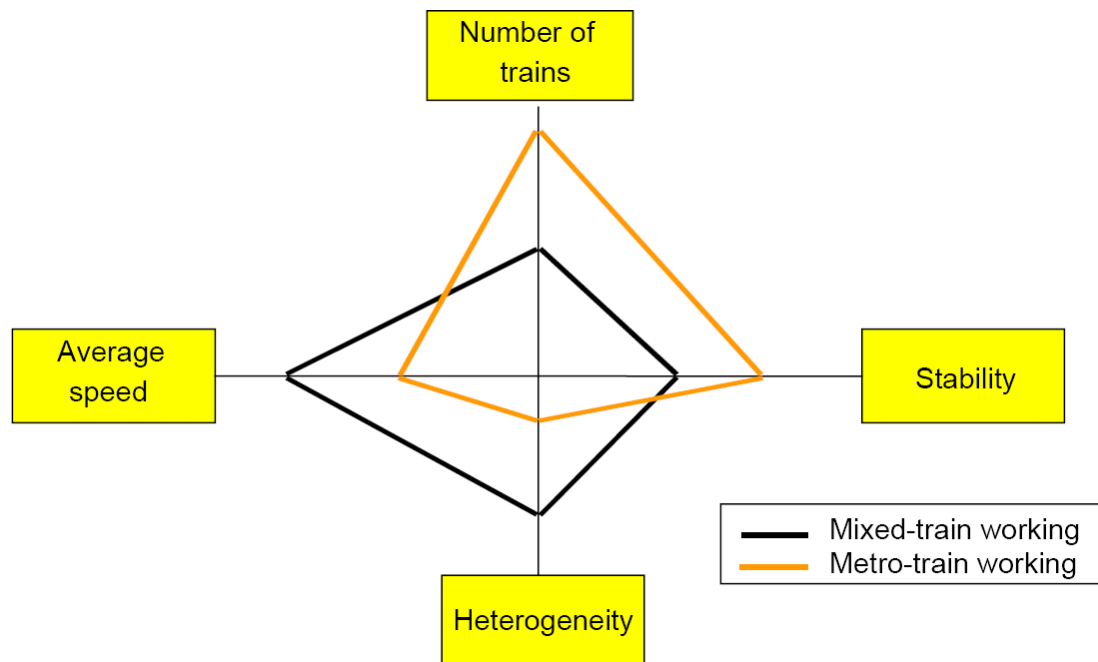 Number of
trains
Average
speed
Stability
Heterogeneity
Mixed-train working
Metro-train working